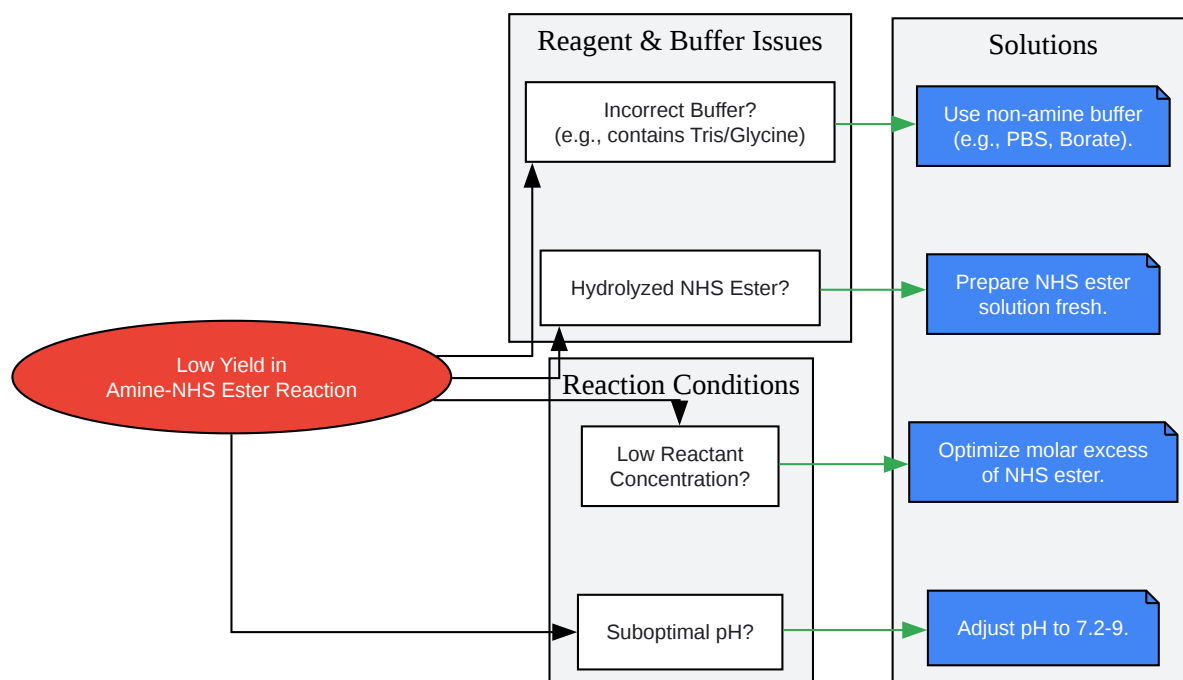 Reagent & Buffer Issues
Incorrect Buffer?
(e.g., contains Tris/Glycine)
Hydrolyzed NHS Ester?
Solutions
Use non-amine buffer
(e.g., PBS, Borate).
Prepare NHS ester
solution fresh.
Low Yield in
Amine-NHS Ester Reaction
Reaction Conditions
Low Reactant
Concentration?
Optimize molar excess
of NHS ester.
Suboptimal pH?
Adjust pH to 7.2-9.